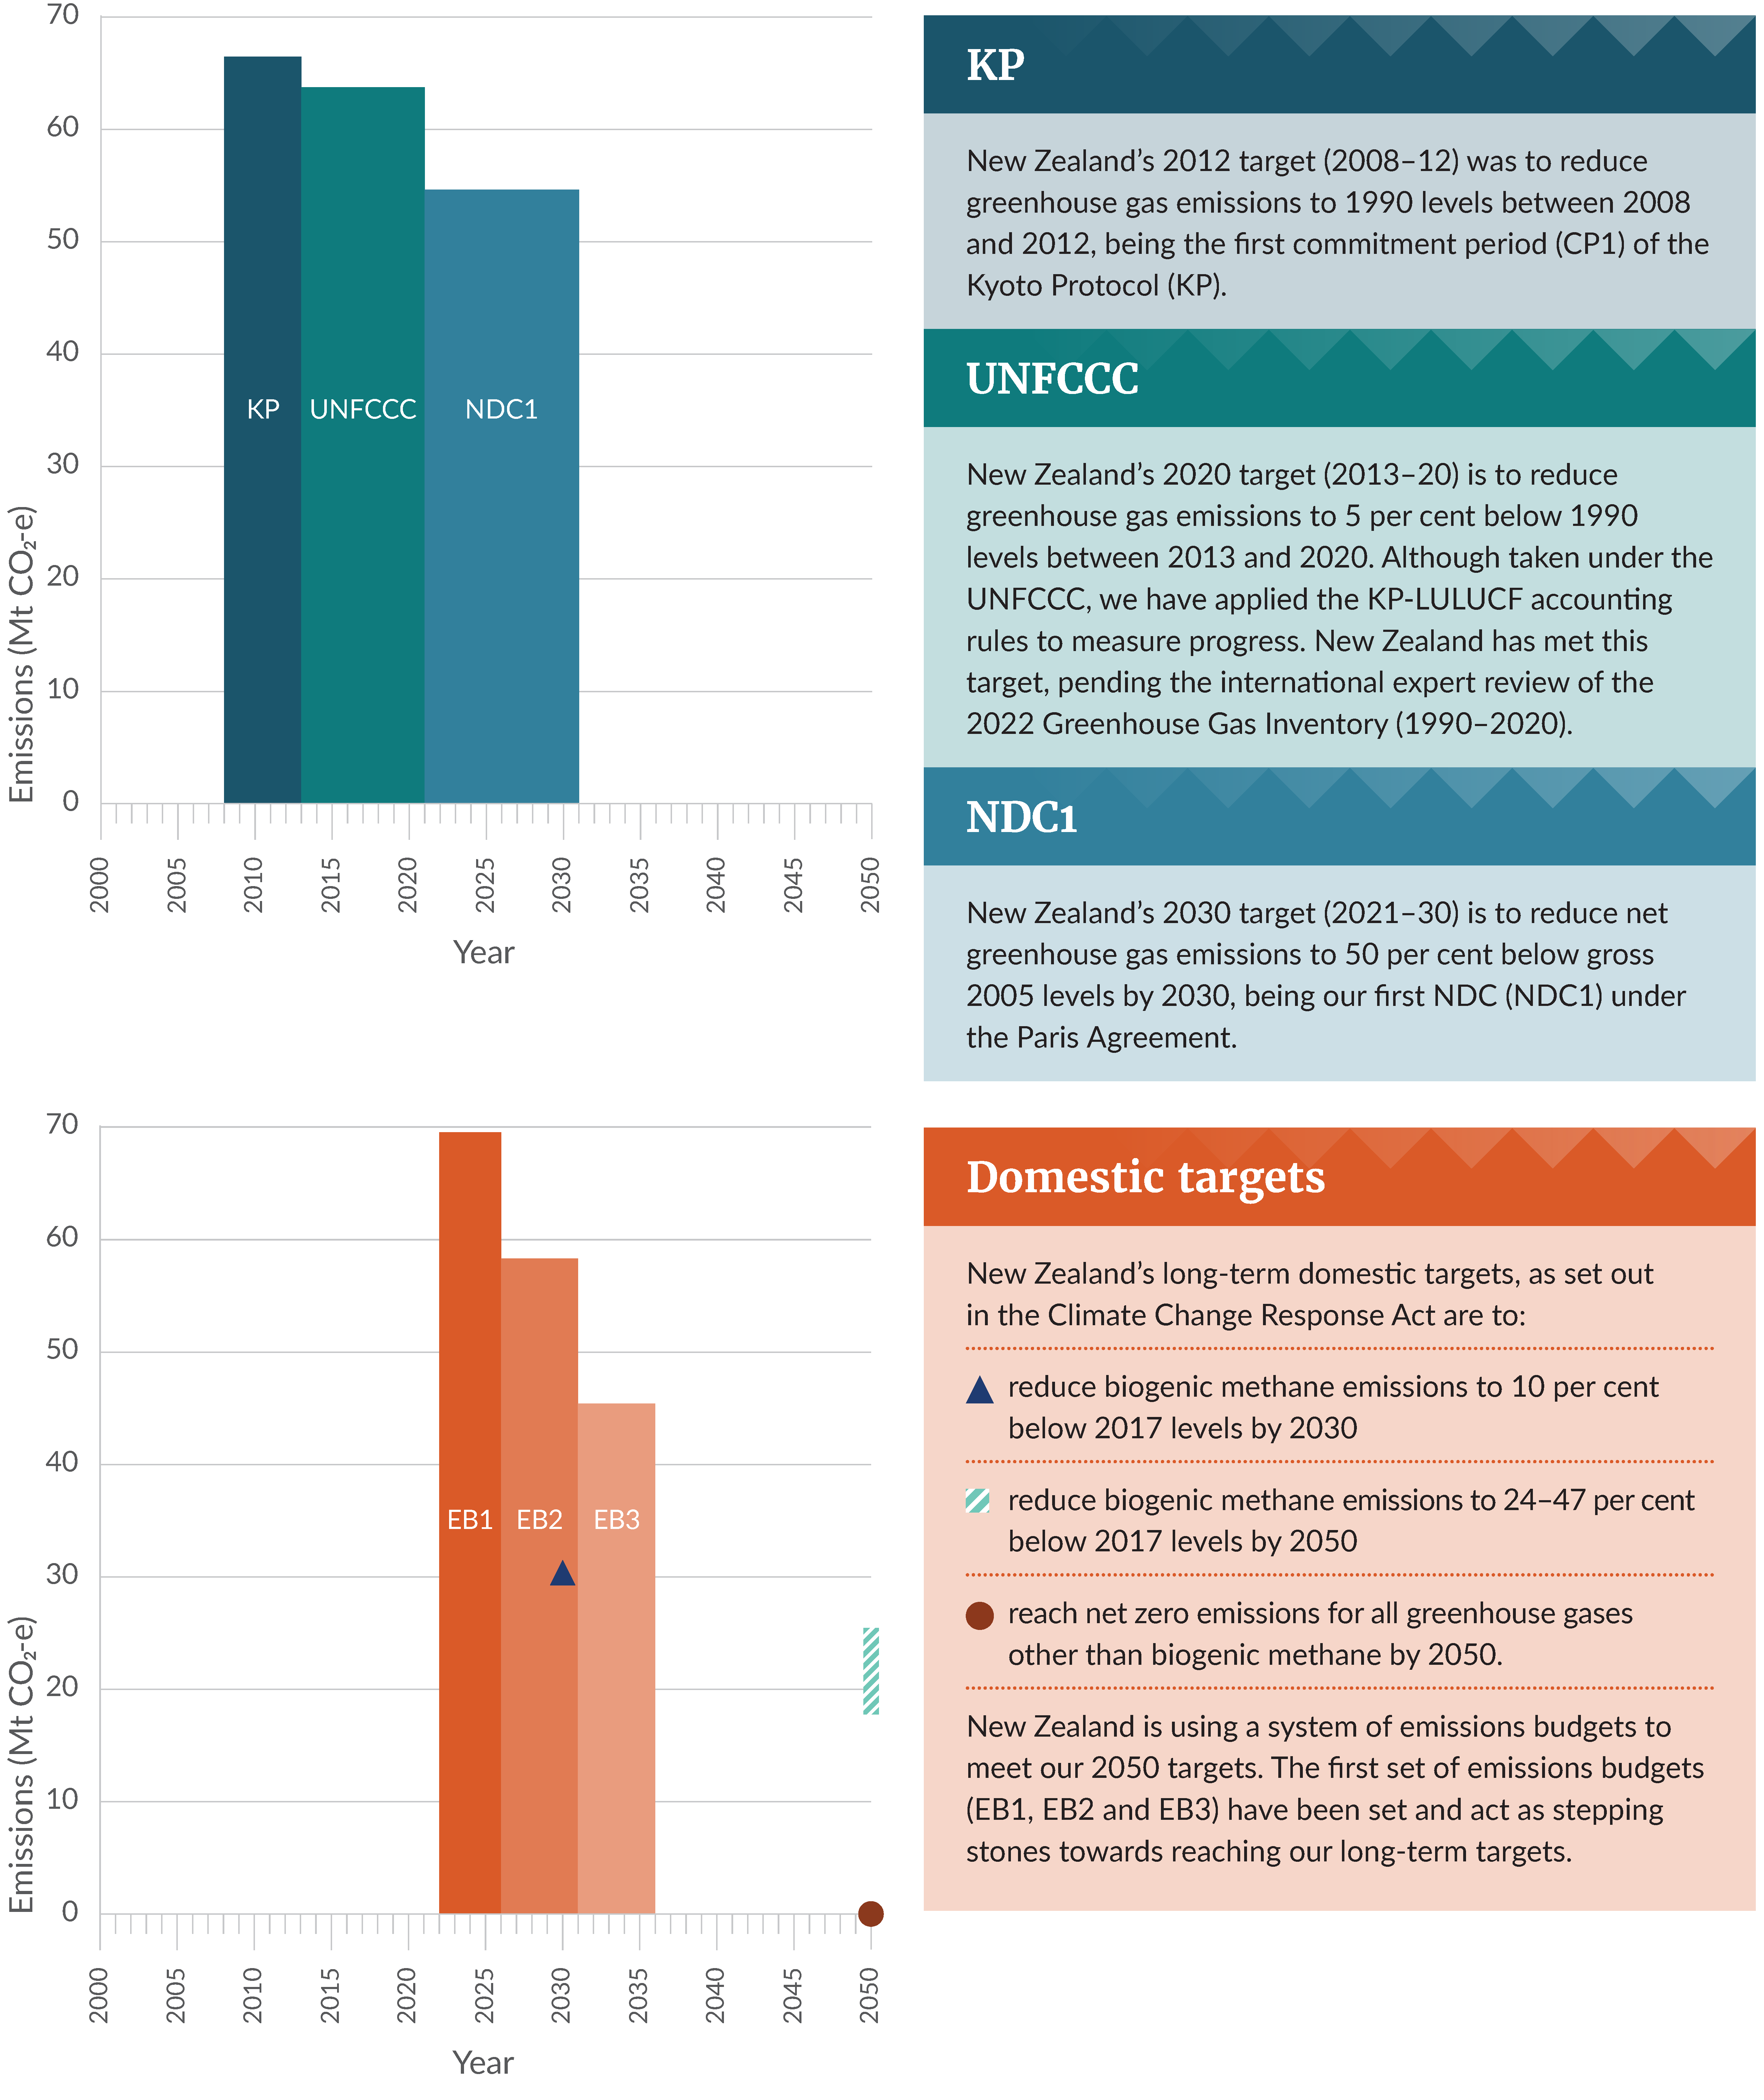 70
60
50
40
30
20
10
0
Emissions (Mt CO₂-e)
KP
UNFCCC
NDC1
2000
2005
2010
2015
2020
2025
2030
2035
2040
2045
2050
Year
KP
New Zealand’s 2012 target (2008–12) was to reduce
greenhouse gas emissions to 1990 levels between 2008
and 2012, being the first commitment period (CP1) of the
Kyoto Protocol (KP).
UNFCCC
New Zealand’s 2020 target (2013–20) is to reduce
greenhouse gas emissions to 5 per cent below 1990
levels between 2013 and 2020. Although taken under the
UNFCCC, we have applied the KP-LULUCF accounting
rules to measure progress. New Zealand has met this
target, pending the international expert review of the
2022 Greenhouse Gas Inventory (1990–2020).
NDC1
New Zealand’s 2030 target (2021–30) is to reduce net
greenhouse gas emissions to 50 per cent below gross
2005 levels by 2030, being our first NDC (NDC1) under
the Paris Agreement.
70
60
50
40
30
20
10
0
Emissions (Mt CO₂-e)
EB1
EB2
EB3
2000
2005
2010
2015
2020
2025
2030
2035
2040
2045
2050
Year
Domestic targets
New Zealand’s long-term domestic targets, as set out
in the Climate Change Response Act are to:
reduce biogenic methane emissions to 10 per cent
below 2017 levels by 2030
reduce biogenic methane emissions to 24–47 per cent
below 2017 levels by 2050
reach net zero emissions for all greenhouse gases
other than biogenic methane by 2050.
New Zealand is using a system of emissions budgets to
meet our 2050 targets. The first set of emissions budgets
(EB1, EB2 and EB3) have been set and act as stepping
stones towards reaching our long-term targets.